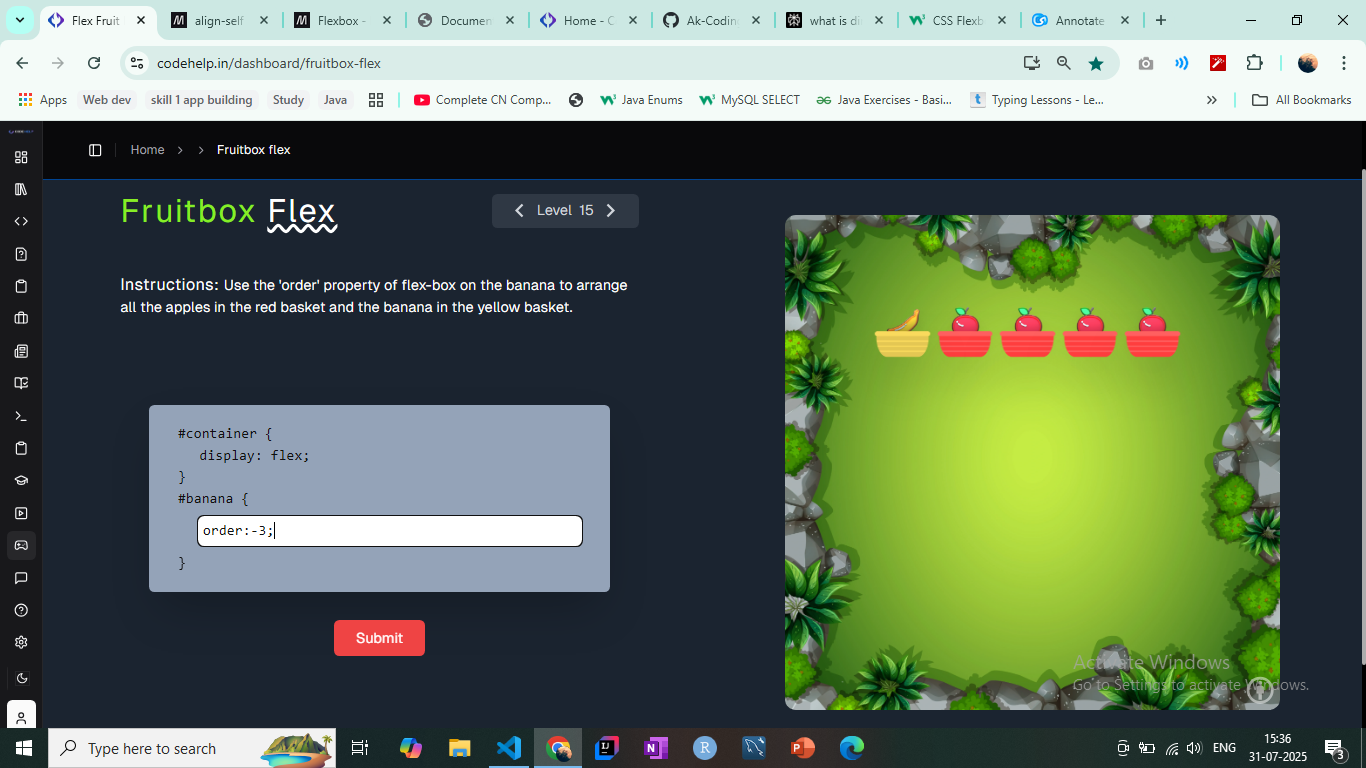 Flex Fruit
align-self
Flexbox -
Documen
Home - C
Ak-Codin
what is di
CSS Flexb
Annotate
codehelp.in/dashboard/fruitbox-flex
Apps
Web dev
skill 1 app building
Study
Java
Complete CN Comp...
Java Enums
MySQL SELECT
Java Exercises - Basi...
Typing Lessons - Le...
All Bookmarks
Home
Fruitbox flex
Fruitbox Flex
Level 15
Instructions: Use the 'order' property of flex-box on the banana to arrange
all the apples in the red basket and the banana in the yellow basket.
#container {
display: flex;
}
#banana {
order:-3;
}
Submit
Activate Windows
Go to Settings to activate Windows.
Type here to search
ENG
15:36
31-07-2025
3